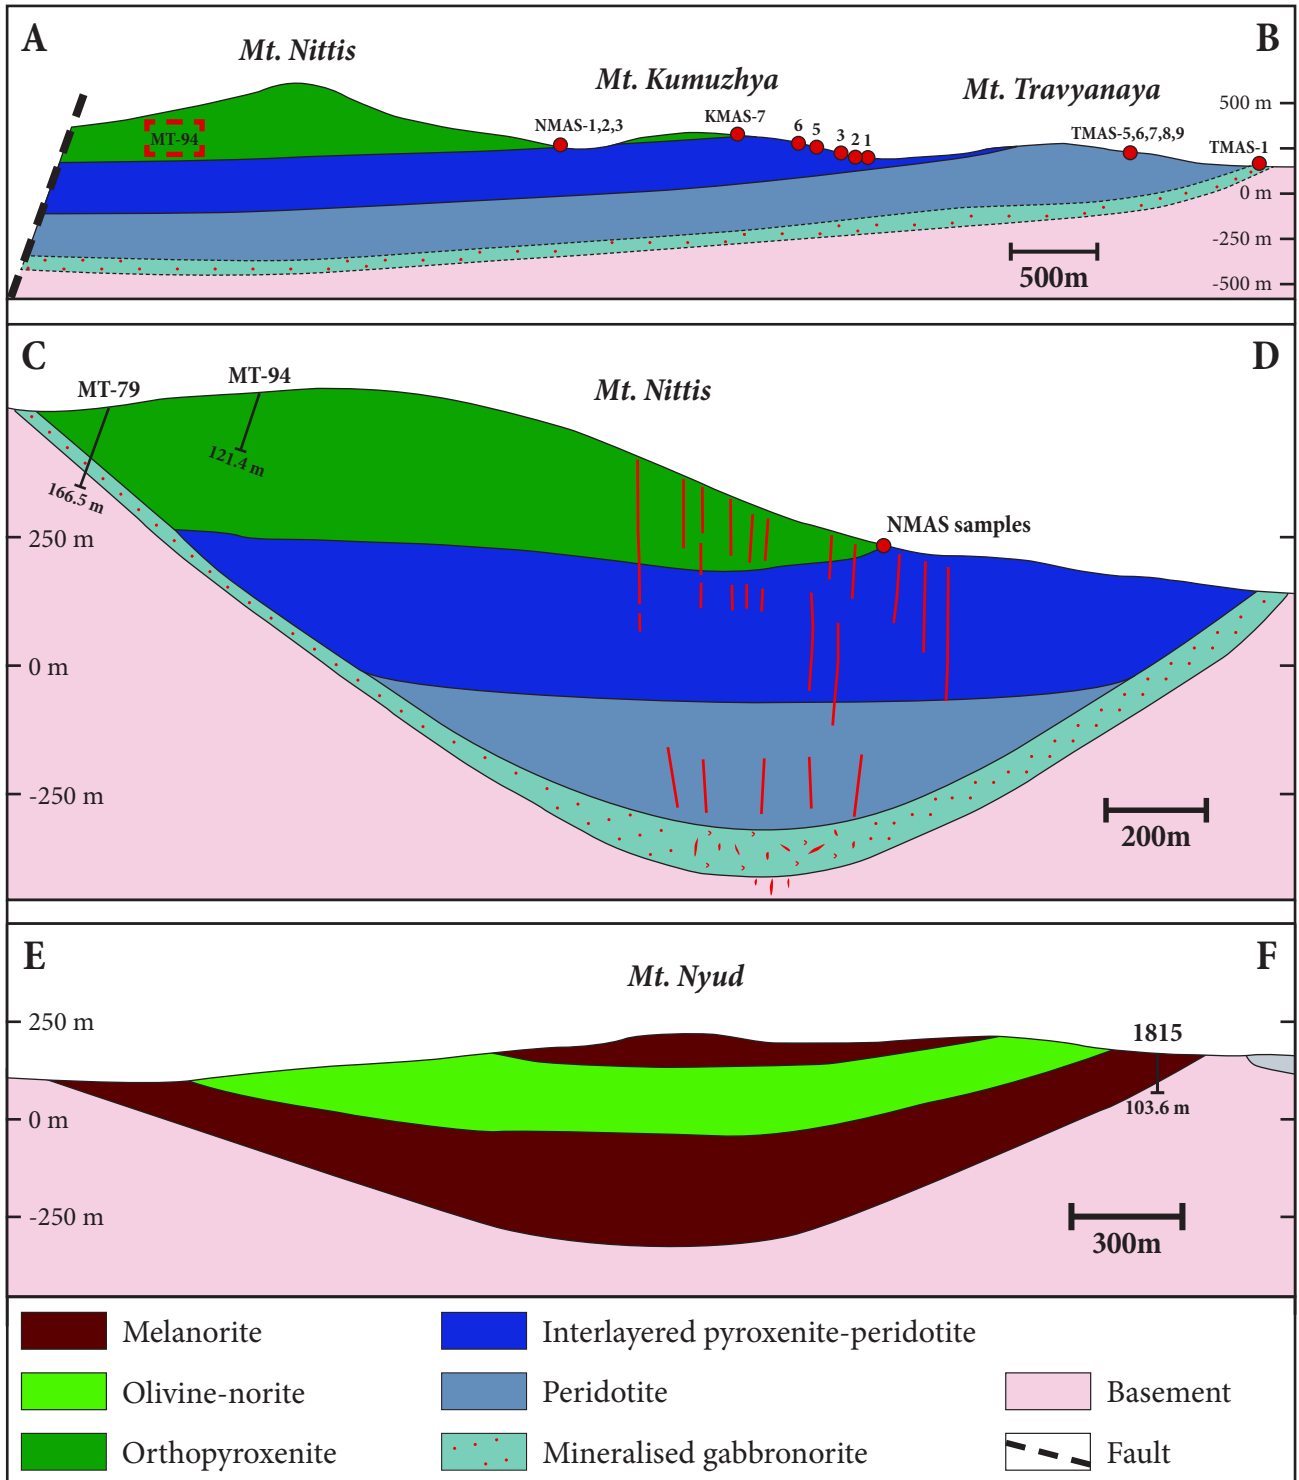 A
B
Mt. Nittis
Mt. Kumuzhya
Mt. Travyanaya
500 m
MT-94
NMAS-1,2,3
KMAS-7
6 5 3 2 1
TMAS-5,6,7,8,9
TMAS-1
0 m
-250 m
-500 m
500m
C
D
MT-79
MT-94
Mt. Nittis
121.4 m
166.5 m
NMAS samples
250 m
0 m
-250 m
200m
E
F
Mt. Nyud
250 m
1815
103.6 m
0 m
-250 m
300m
Melanorite
Interlayered pyroxenite-peridotite
Olivine-norite
Peridotite
Basement
Orthopyroxenite
Mineralised gabbronorite
Fault